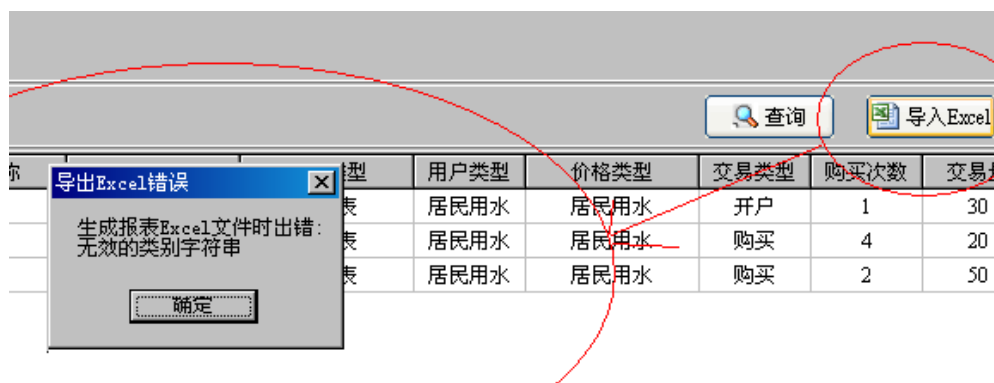 查询
导入Excel
型 用户类型 价格类型 交易类型 购买次数 交易
导出Excel错误
表 居民用水 居民用水 开户 1 30
生成报表Excel文件时出错:
无效的类别字符串
表 居民用水 居民用水 购买 4 20
表 居民用水 居民用水 购买 2 50
确定